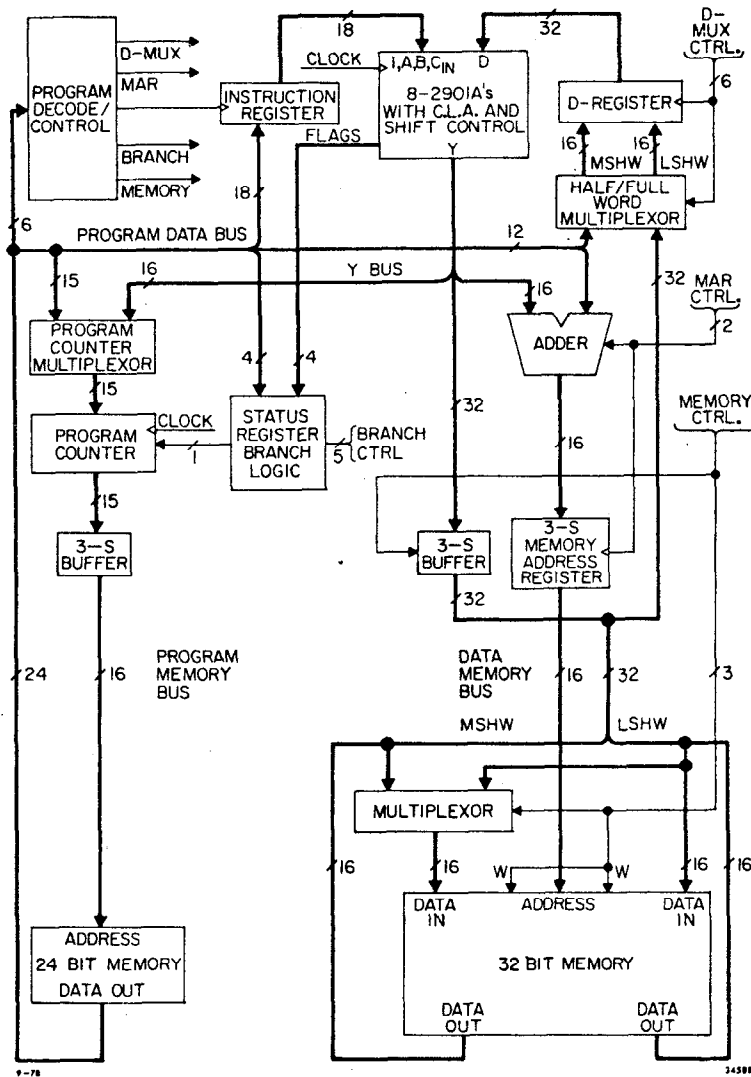 18
32
D-
MUX
CTRL.
6
PROGRAM
DECODE/
CONTROL
D-MUX
MAR
BRANCH
MEMORY
CLOCK
INSTRUCTION
REGISTER
FLAGS
18
I,A,B,CIN
D
8-2901A's
WITH C.L.A. AND
SHIFT CONTROL
Y
D-REGISTER
16
MSHW
16
LSHW
HALF/FULL
WORD
MULTIPLEXOR
6
PROGRAM DATA BUS
12
15
16
Y BUS
16
32
MAR
CTRL.
2
PROGRAM
COUNTER
MULTIPLEXOR
ADDER
15
4
4
32
16
MEMORY
CTRL.
PROGRAM
COUNTER
CLOCK
1
STATUS
REGISTER
BRANCH
LOGIC
5
BRANCH
CTRL
15
3-S
BUFFER
3-S
BUFFER
3-S
MEMORY
ADDRESS
REGISTER
32
24
16
PROGRAM
MEMORY
BUS
DATA
MEMORY
BUS
16
32
3
MSHW
LSHW
MULTIPLEXOR
16
16
W
W
16
16
DATA
IN
ADDRESS
DATA
IN
32 BIT MEMORY
DATA
OUT
DATA
OUT
ADDRESS
24 BIT MEMORY
DATA OUT
9-78